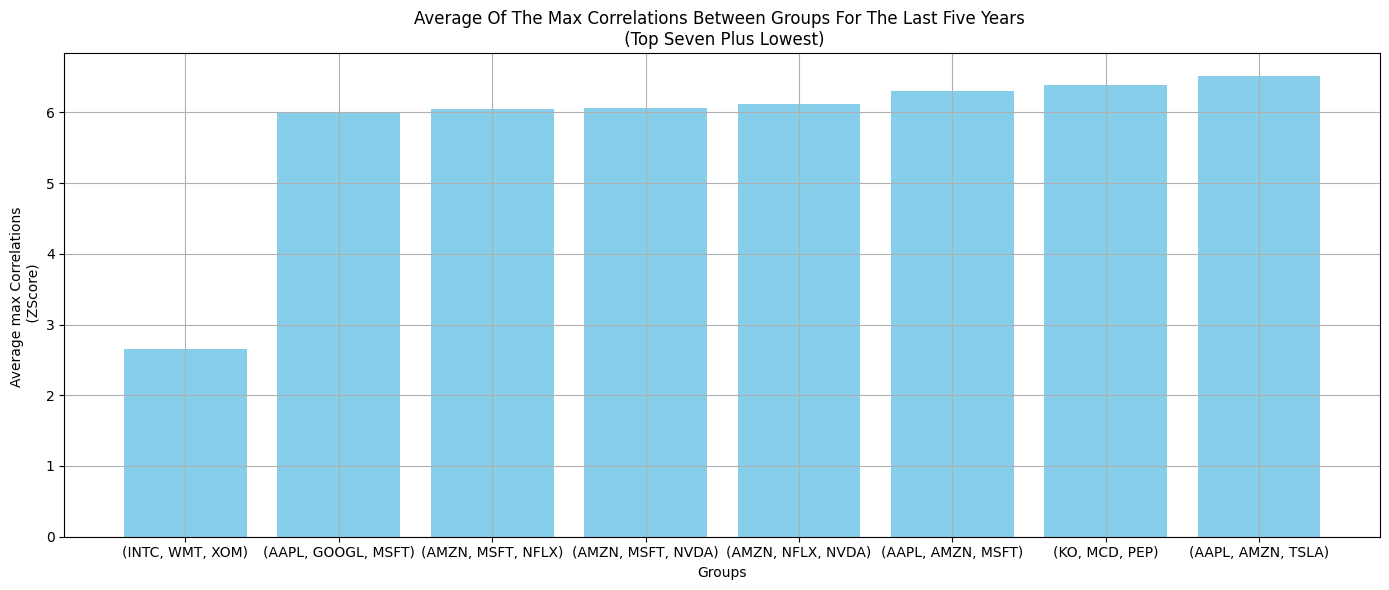 Average Of The Max Correlations Between Groups For The Last Five Years
(Top Seven Plus Lowest)
Average max Correlations
(ZScore)
6
5
4
3
2
1
0
(INTC, WMT, XOM)
(AAPL, GOOGL, MSFT)
(AMZN, MSFT, NFLX)
(AMZN, MSFT, NVDA)
(AMZN, NFLX, NVDA)
(AAPL, AMZN, MSFT)
(KO, MCD, PEP)
(AAPL, AMZN, TSLA)
Groups